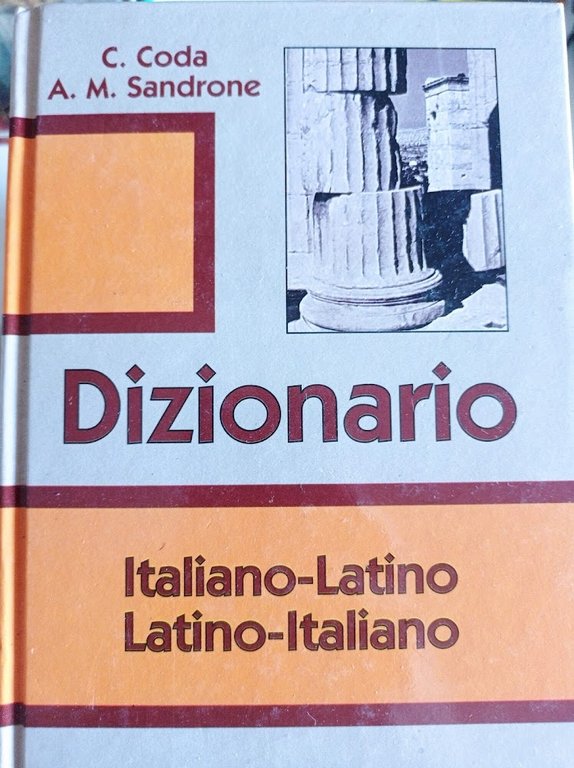 C. Coda
A. M. Sandrone
Dizionario
Italiano-Latino
Latino-Italiano